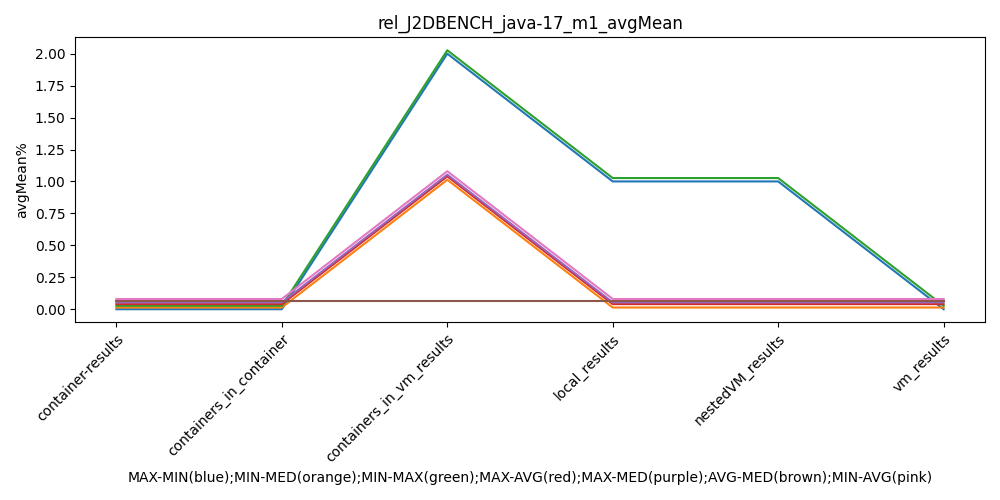 rel_J2DBENCH_java-17_m1_avgMean
avgMean%
2.00
1.75
1.50
1.25
1.00
0.75
0.50
0.25
0.00
container-results
containers_in_container
containers_in_vm_results
local_results
nestedVM_results
vm_results
MAX-MIN(blue);MIN-MED(orange);MIN-MAX(green);MAX-AVG(red);MAX-MED(purple);AVG-MED(brown);MIN-AVG(pink)